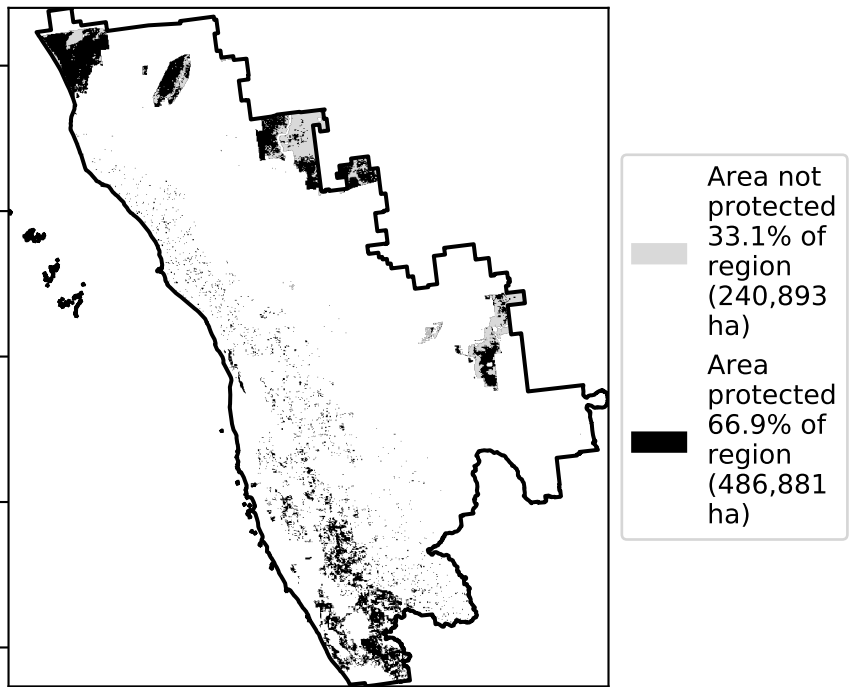 Area not
protected
33.1% of
region
(240,893
ha)
Area
protected
66.9% of
region
(486,881
ha)